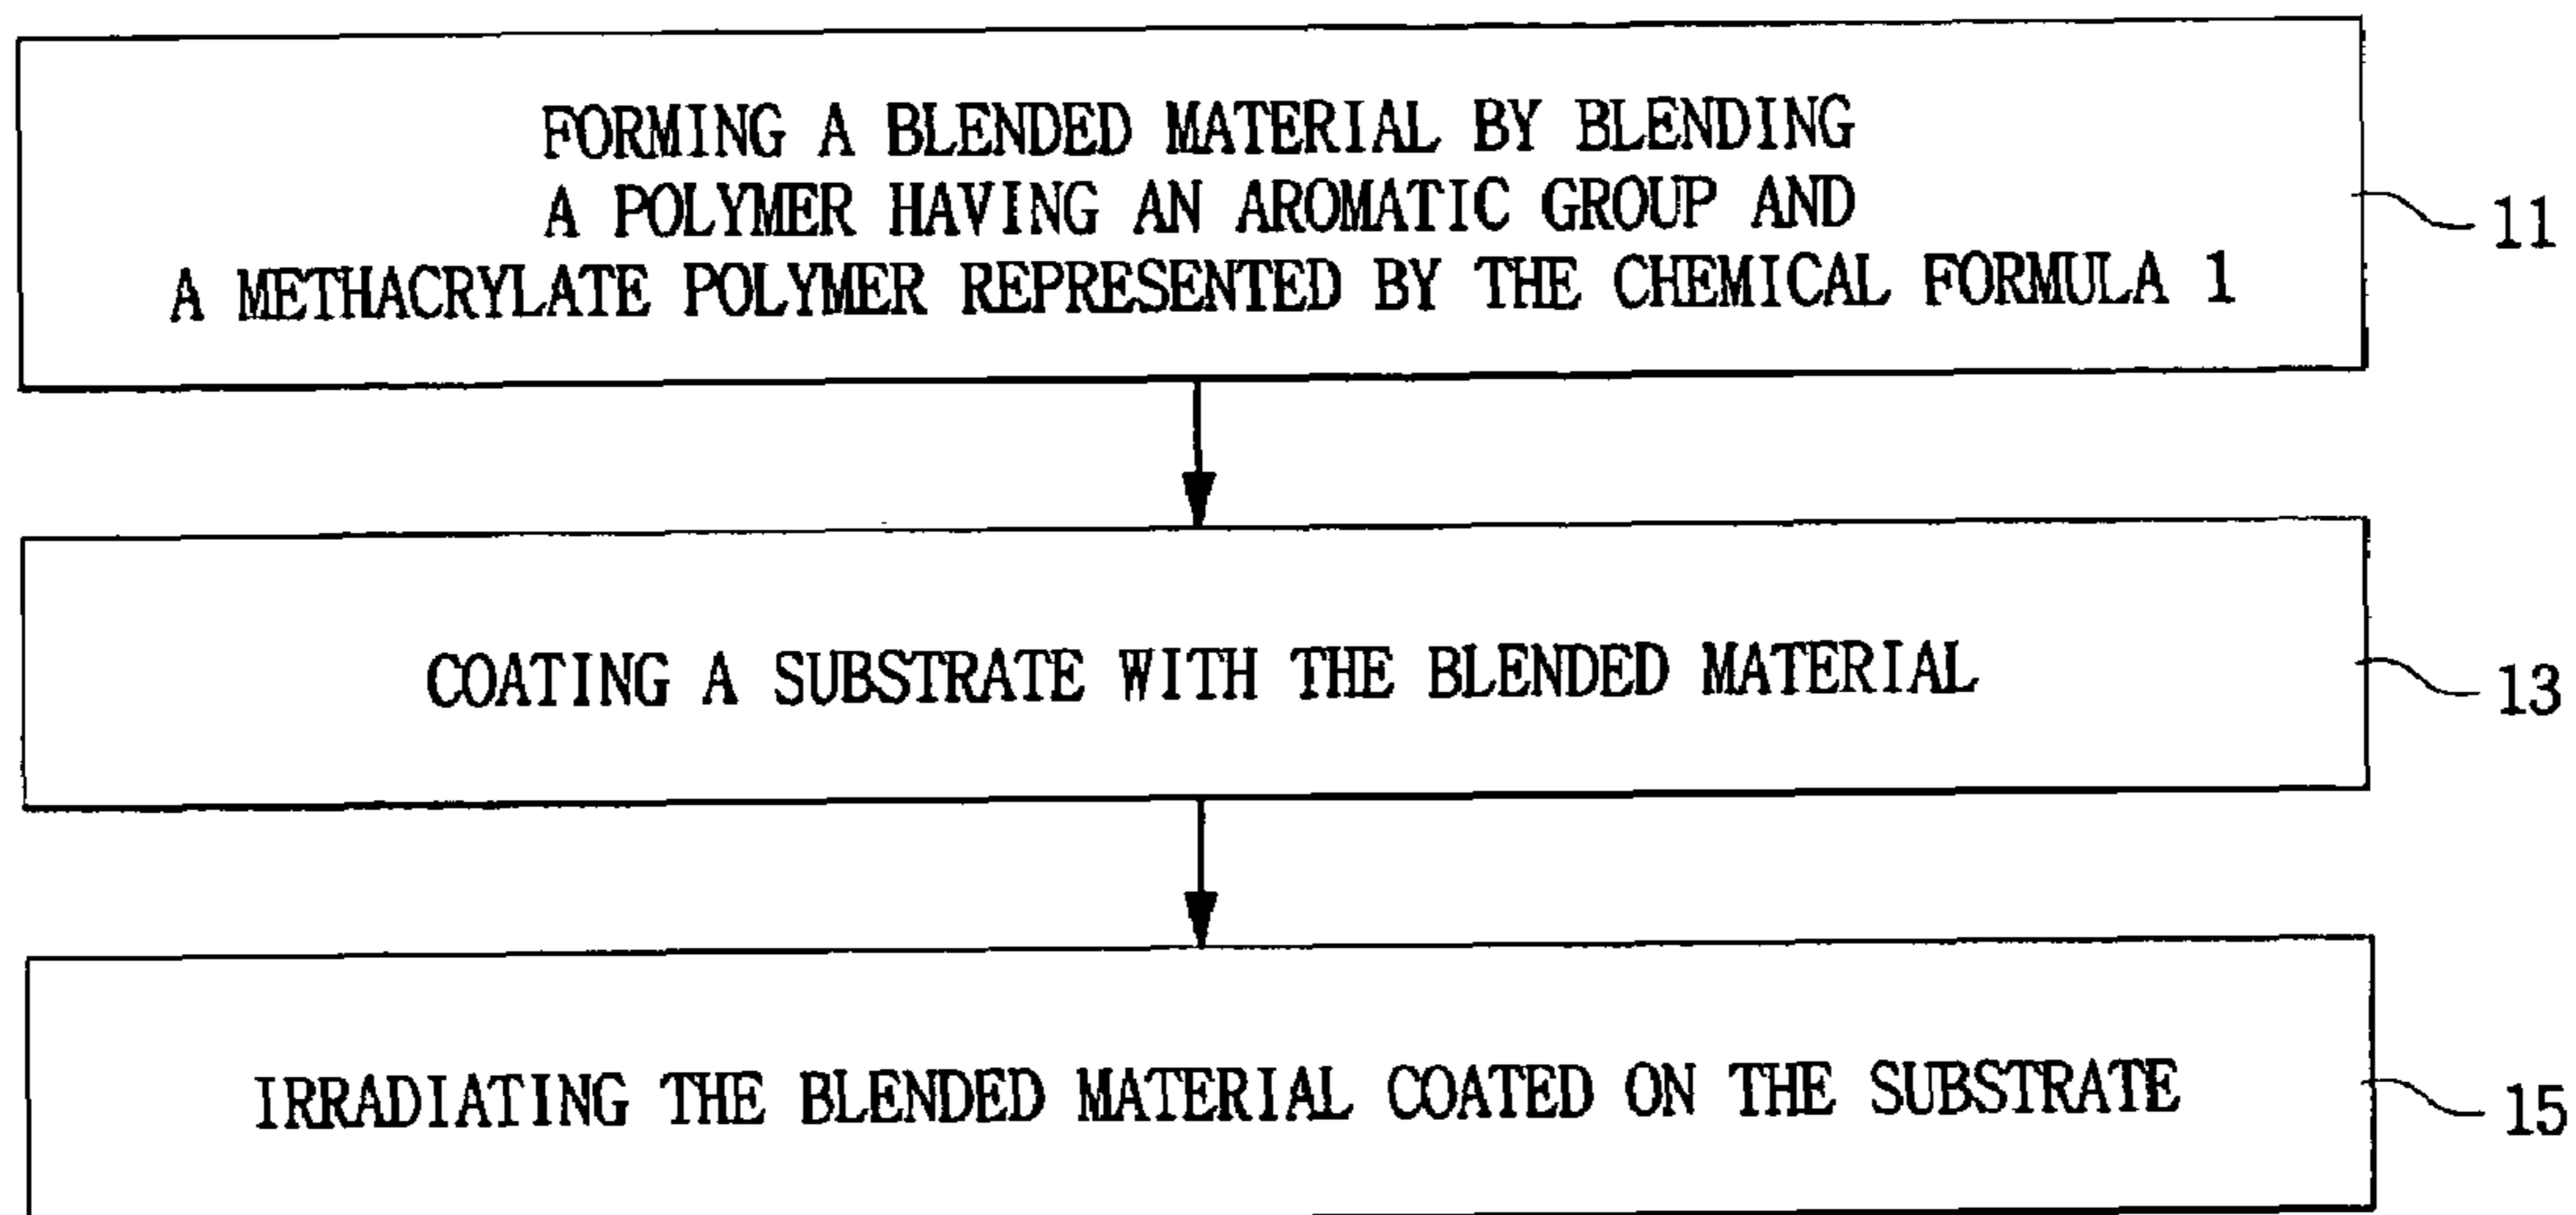 FORMING A BLENDED MATERIAL BY BLENDING
A POLYMER HAVING AN AROMATIC GROUP AND
A METHACRYLATE POLYMER REPRESENTED BY THE CHEMICAL FORMULA 1
11
COATING A SUBSTRATE WITH THE BLENDED MATERIAL
13
IRRADIATING THE BLENDED MATERIAL COATED ON THE SUBSTRATE
15